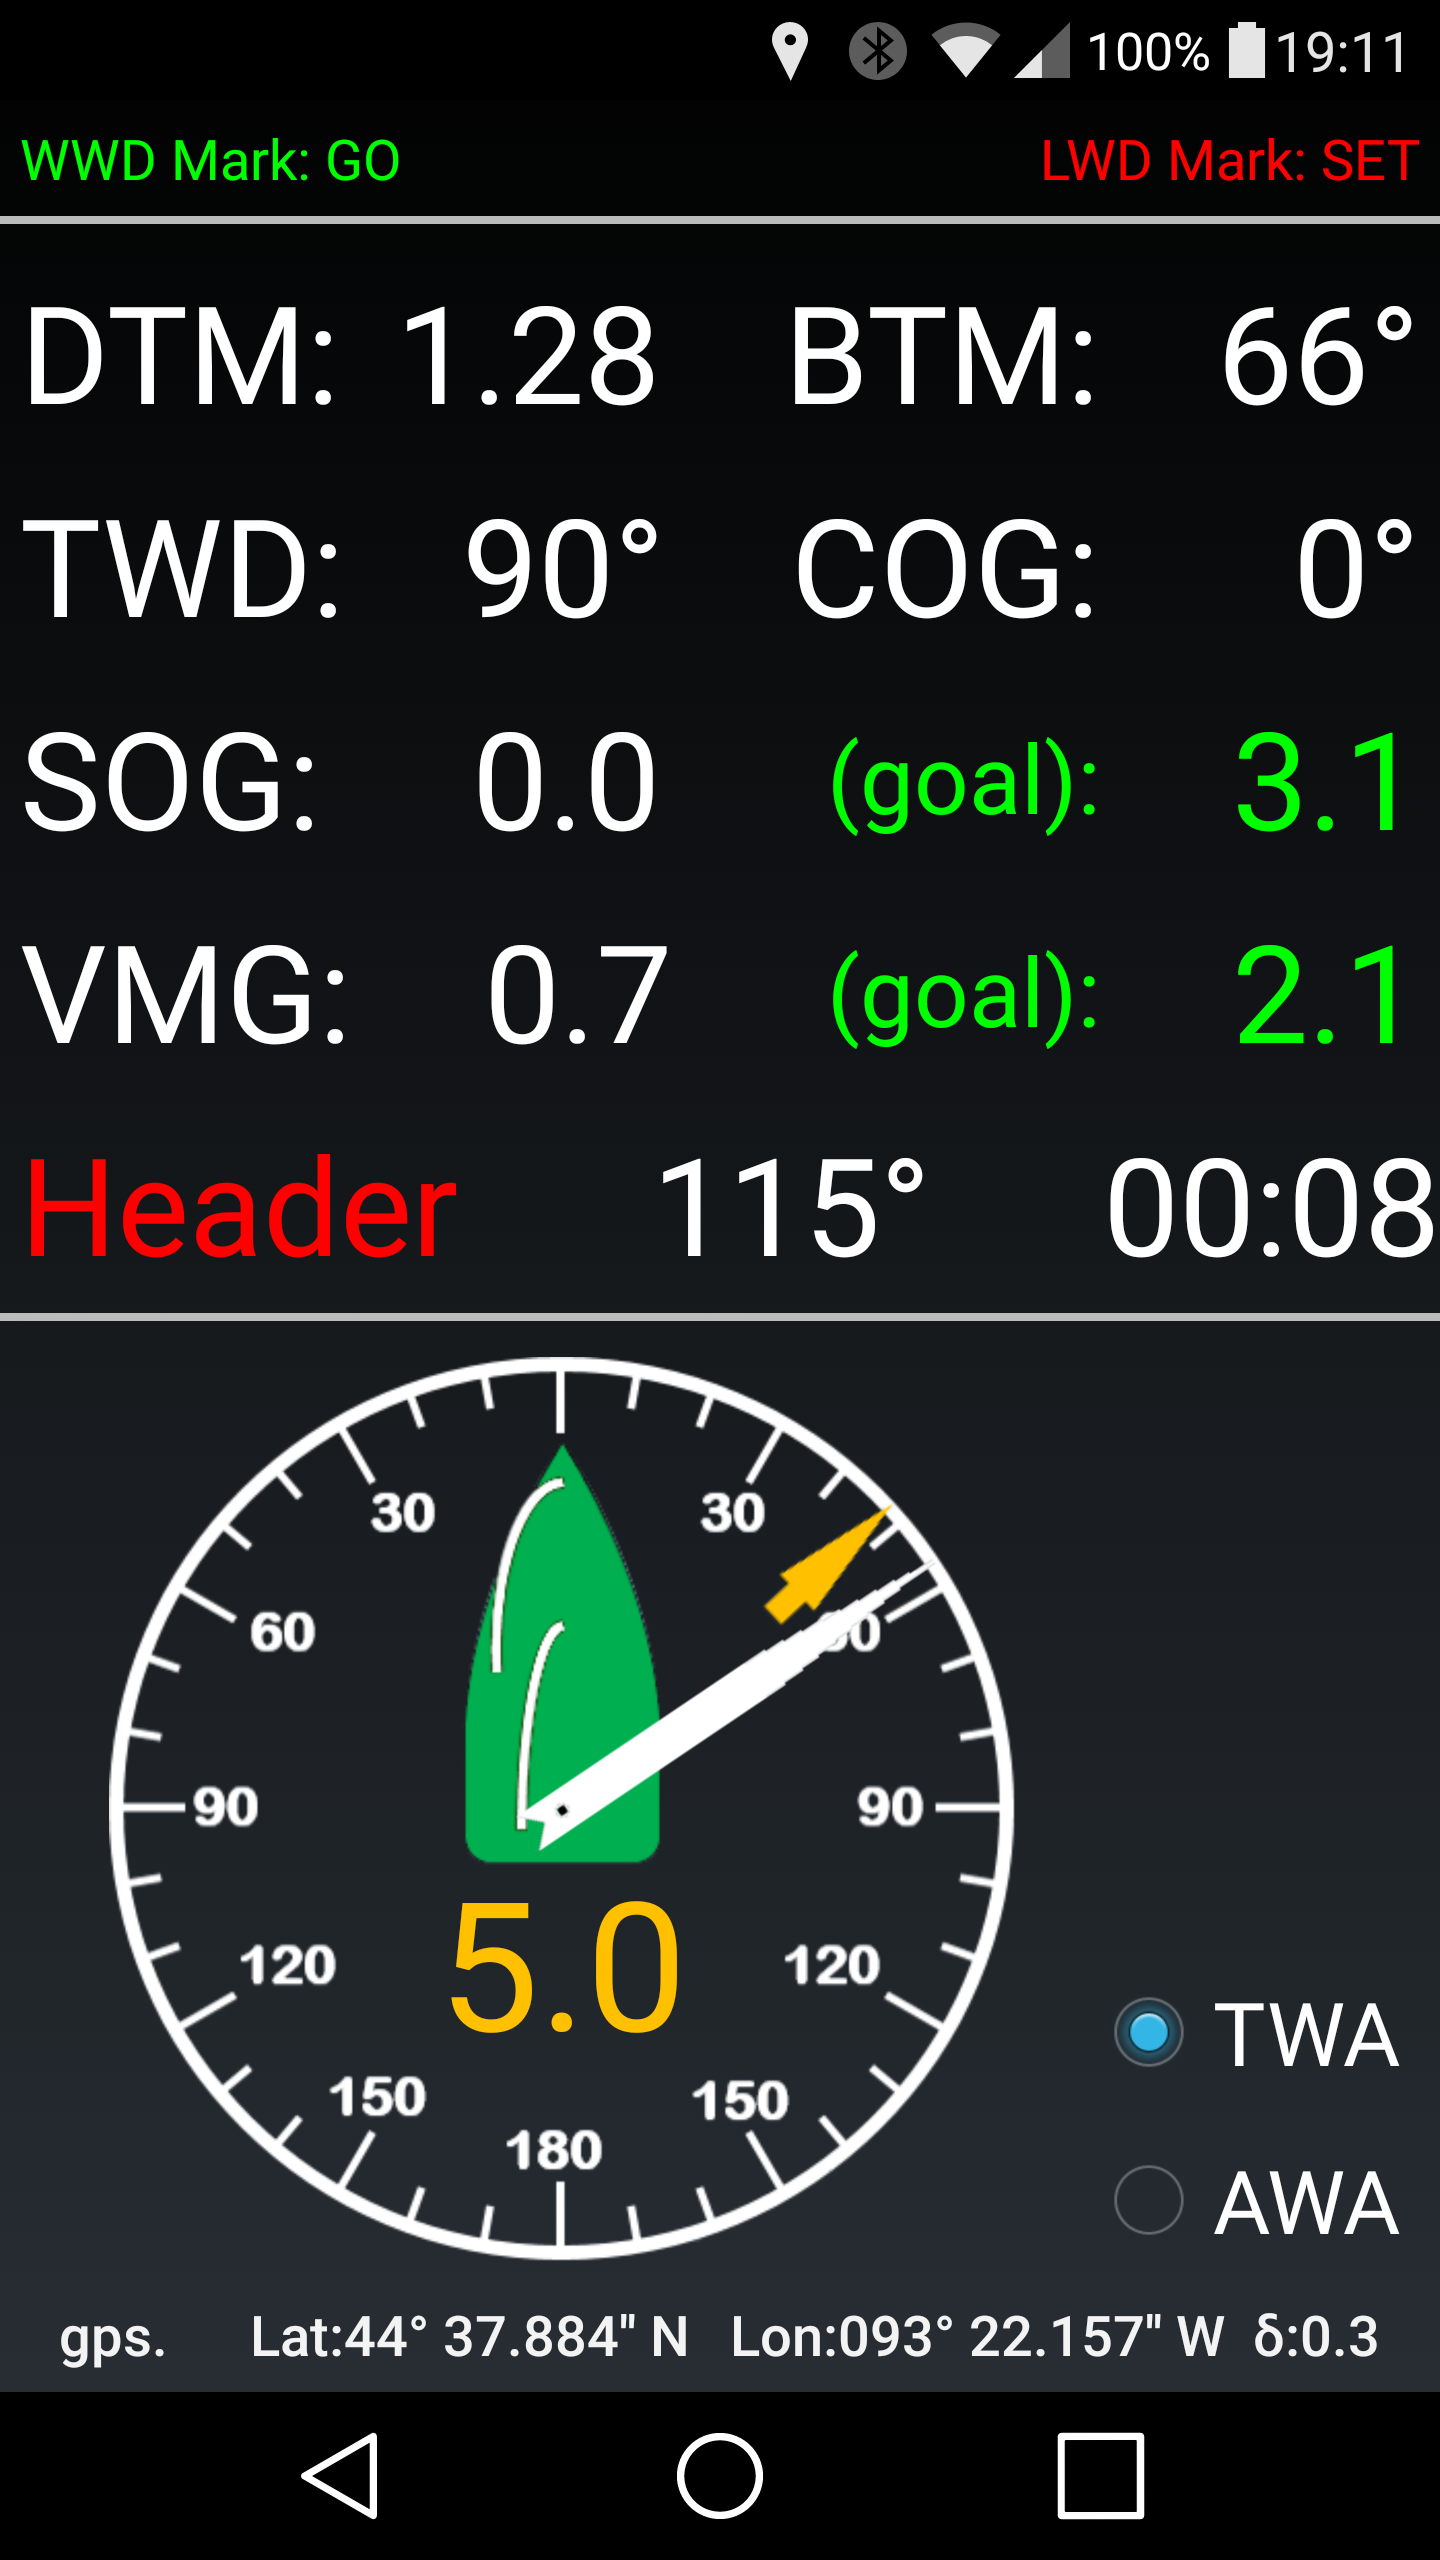 100% 19:11
WWD Mark: GO LWD Mark: SET
DTM: 1.28 BTM: 66°
TWD: 90° COG: 0°
SOG: 0.0 (goal): 3.1
VMG: 0.7 (goal): 2.1
Header 115° 00:08
30 30
60 60
90 90
5.0
120 120
TWA
150 150
180
AWA
gps. Lat:44° 37.884" N Lon:093° 22.157" W δ:0.3